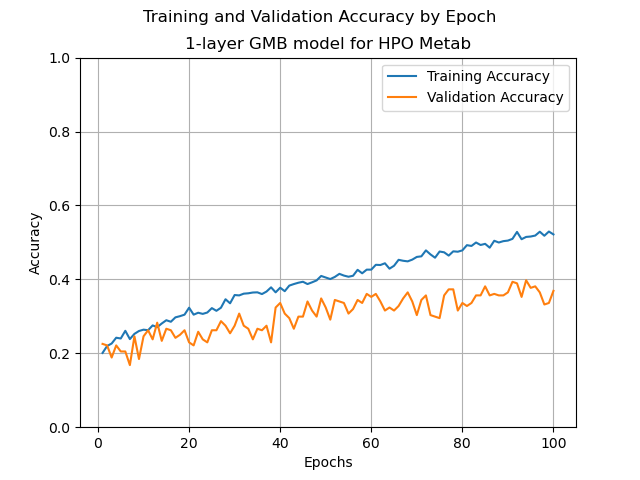 Training and Validation Accuracy by Epoch
1-layer GMB model for HPO Metab
Training Accuracy
Validation Accuracy
Accuracy
1.0
0.8
0.6
0.4
0.2
0.0
0 20 40 60 80 100
Epochs